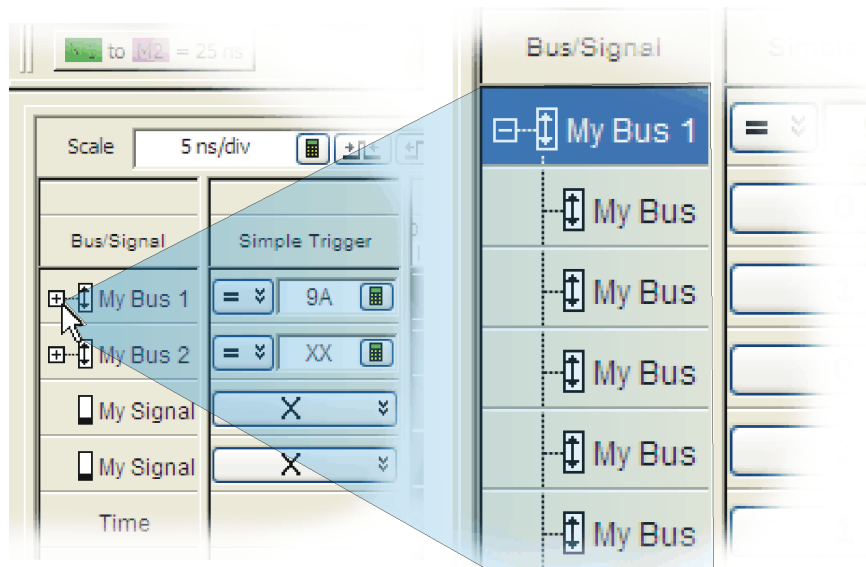 to M2 = 25 ns
Scale 5 ns/div
Bus/Signal Simple Trigger
My Bus 1 = 9A
My Bus 2 = XX
My Signal X
My Signal X
Time
Bus/Signal
My Bus 1 =
My Bus
My Bus
My Bus
My Bus
My Bus